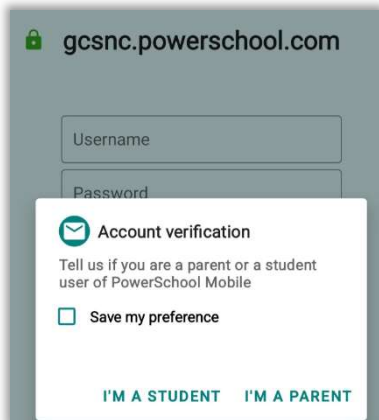 gcsnc.powerschool.com
Username
Password
Account verification
Tell us if you are a parent or a student
user of PowerSchool Mobile
Save my preference
I'M A STUDENT I'M A PARENT